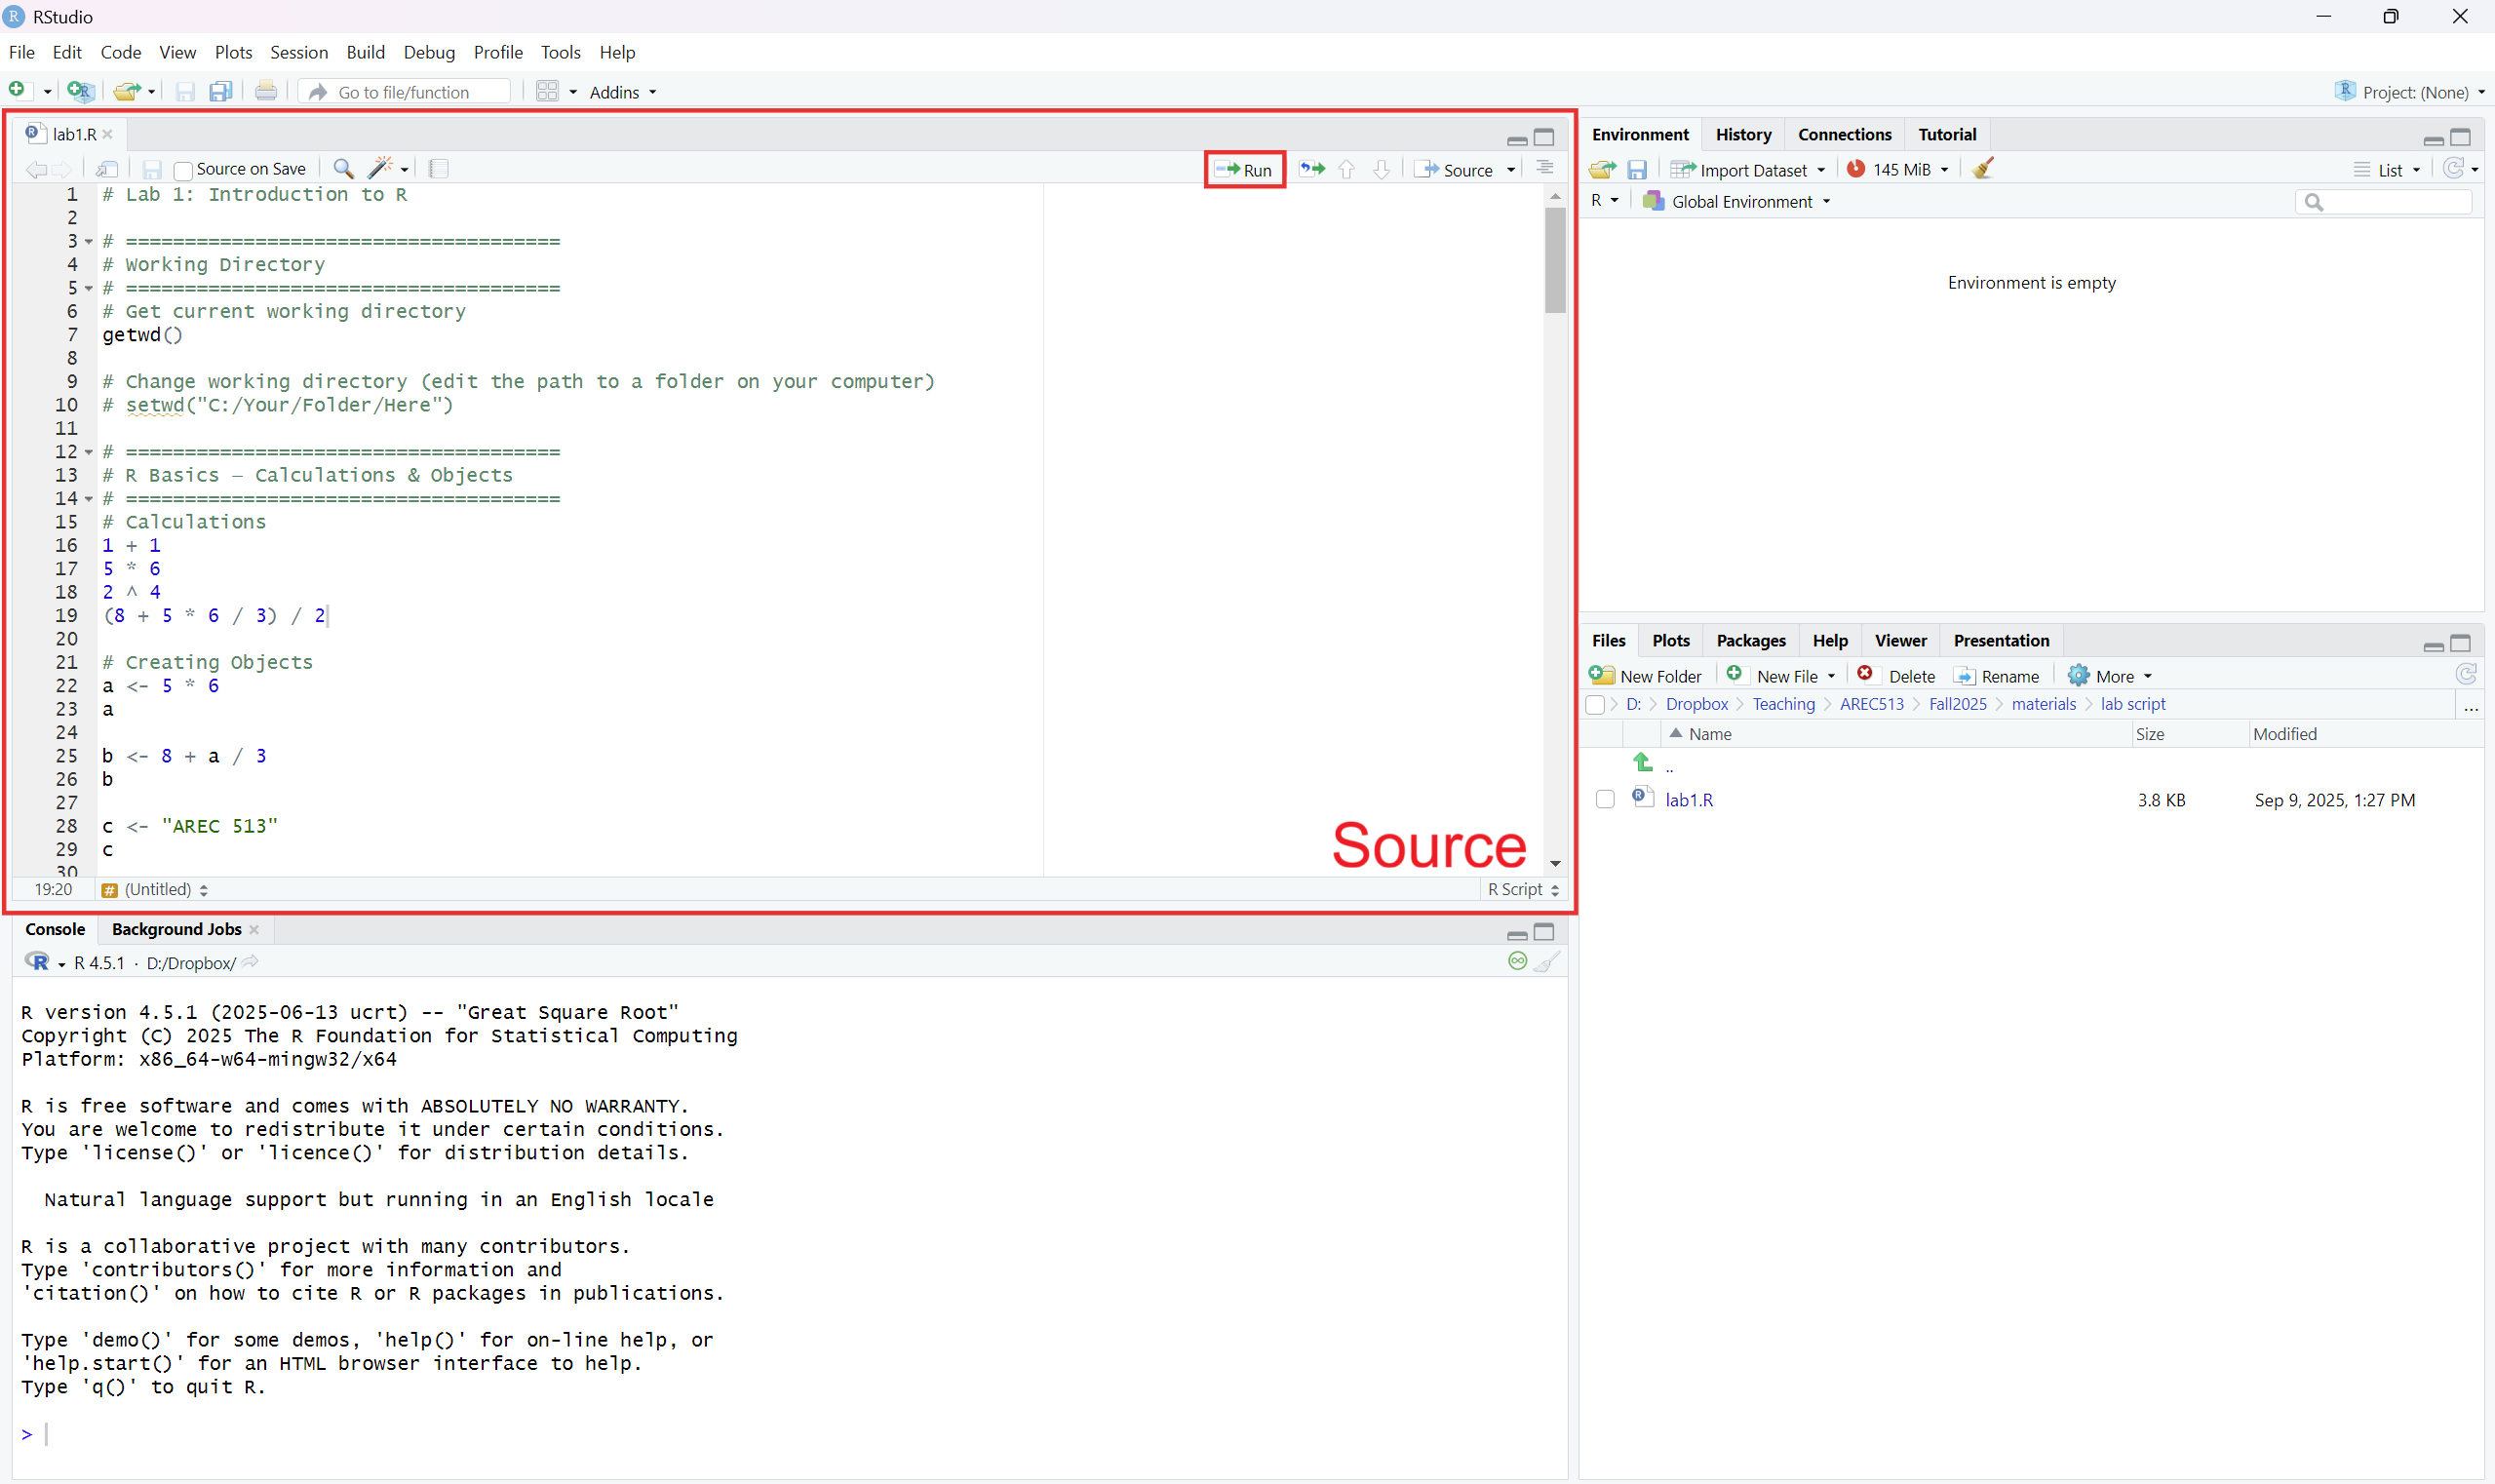 RStudio
File Edit Code View Plots Session Build Debug Profile Tools Help
Go to file/function Addins Project: (None)
lab1.R
Source on Save Run Source
1 # Lab 1: Introduction to R
2
3 # =====================================
4 # Working Directory
5 # =====================================
6 # Get current working directory
7 getwd()
8
9 # Change working directory (edit the path to a folder on your computer)
10 # setwd("C:/Your/Folder/Here")
11
12 # =====================================
13 # R Basics – Calculations & Objects
14 # =====================================
15 # Calculations
16 1 + 1
17 5 * 6
18 2 ^ 4
19 (8 + 5 * 6 / 3) / 2
20
21 # Creating Objects
22 a <- 5 * 6
23 a
24
25 b <- 8 + a / 3
26 b
27
28 c <- "AREC 513"
29 c
30
Source
19:20 # (Untitled) R Script
Console Background Jobs
R 4.5.1 · D:/Dropbox/
R version 4.5.1 (2025-06-13 ucrt) -- "Great Square Root"
Copyright (C) 2025 The R Foundation for Statistical Computing
Platform: x86_64-w64-mingw32/x64
R is free software and comes with ABSOLUTELY NO WARRANTY.
You are welcome to redistribute it under certain conditions.
Type 'license()' or 'licence()' for distribution details.
Natural language support but running in an English locale
R is a collaborative project with many contributors.
Type 'contributors()' for more information and
'citation()' on how to cite R or R packages in publications.
Type 'demo()' for some demos, 'help()' for on-line help, or
'help.start()' for an HTML browser interface to help.
Type 'q()' to quit R.
>
Environment History Connections Tutorial
Import Dataset 145 MiB List
R Global Environment
Environment is empty
Files Plots Packages Help Viewer Presentation
New Folder New File Delete Rename More
D: Dropbox Teaching AREC513 Fall2025 materials lab script ...
Name Size Modified
..
lab1.R 3.8 KB Sep 9, 2025, 1:27 PM